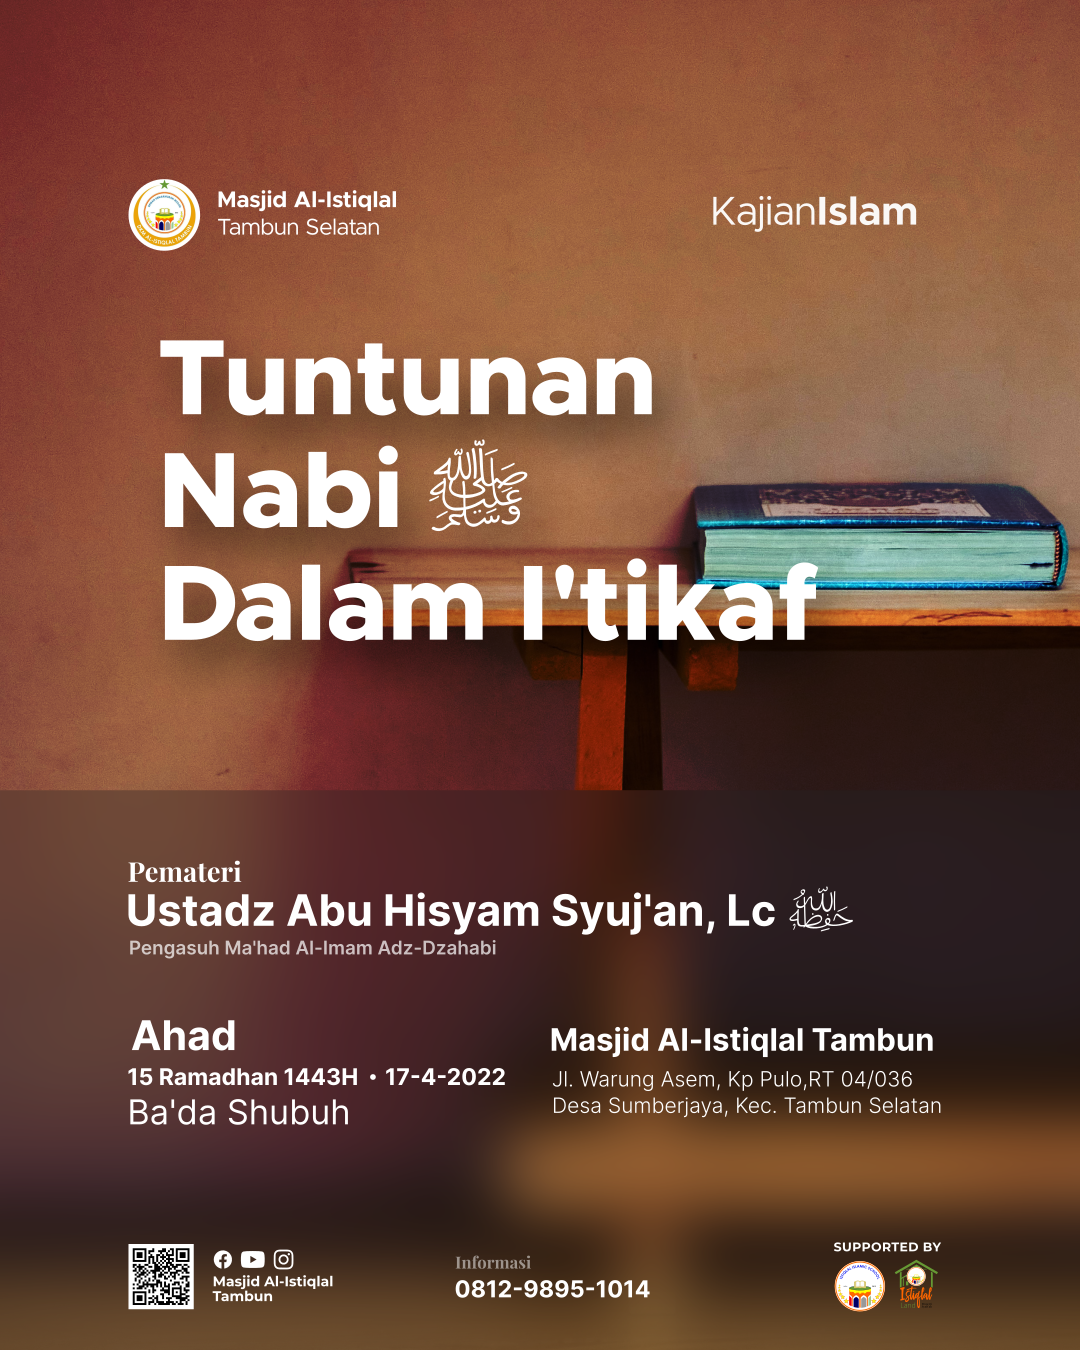 Masjid Al-Istiqlal
Tambun Selatan
KajianIslam
Tuntunan
Nabi ﷺ
Dalam I'tikaf
Pemateri
Ustadz Abu Hisyam Syuj'an, Lc حفظه الله
Pengasuh Ma'had Al-Imam Adz-Dzahabi
Ahad
15 Ramadhan 1443H • 17-4-2022
Ba'da Shubuh
Masjid Al-Istiqlal Tambun
Jl. Warung Asem, Kp Pulo,RT 04/036
Desa Sumberjaya, Kec. Tambun Selatan
Masjid Al-Istiqlal
Tambun
Informasi
0812-9895-1014
SUPPORTED BY
Istiqlal